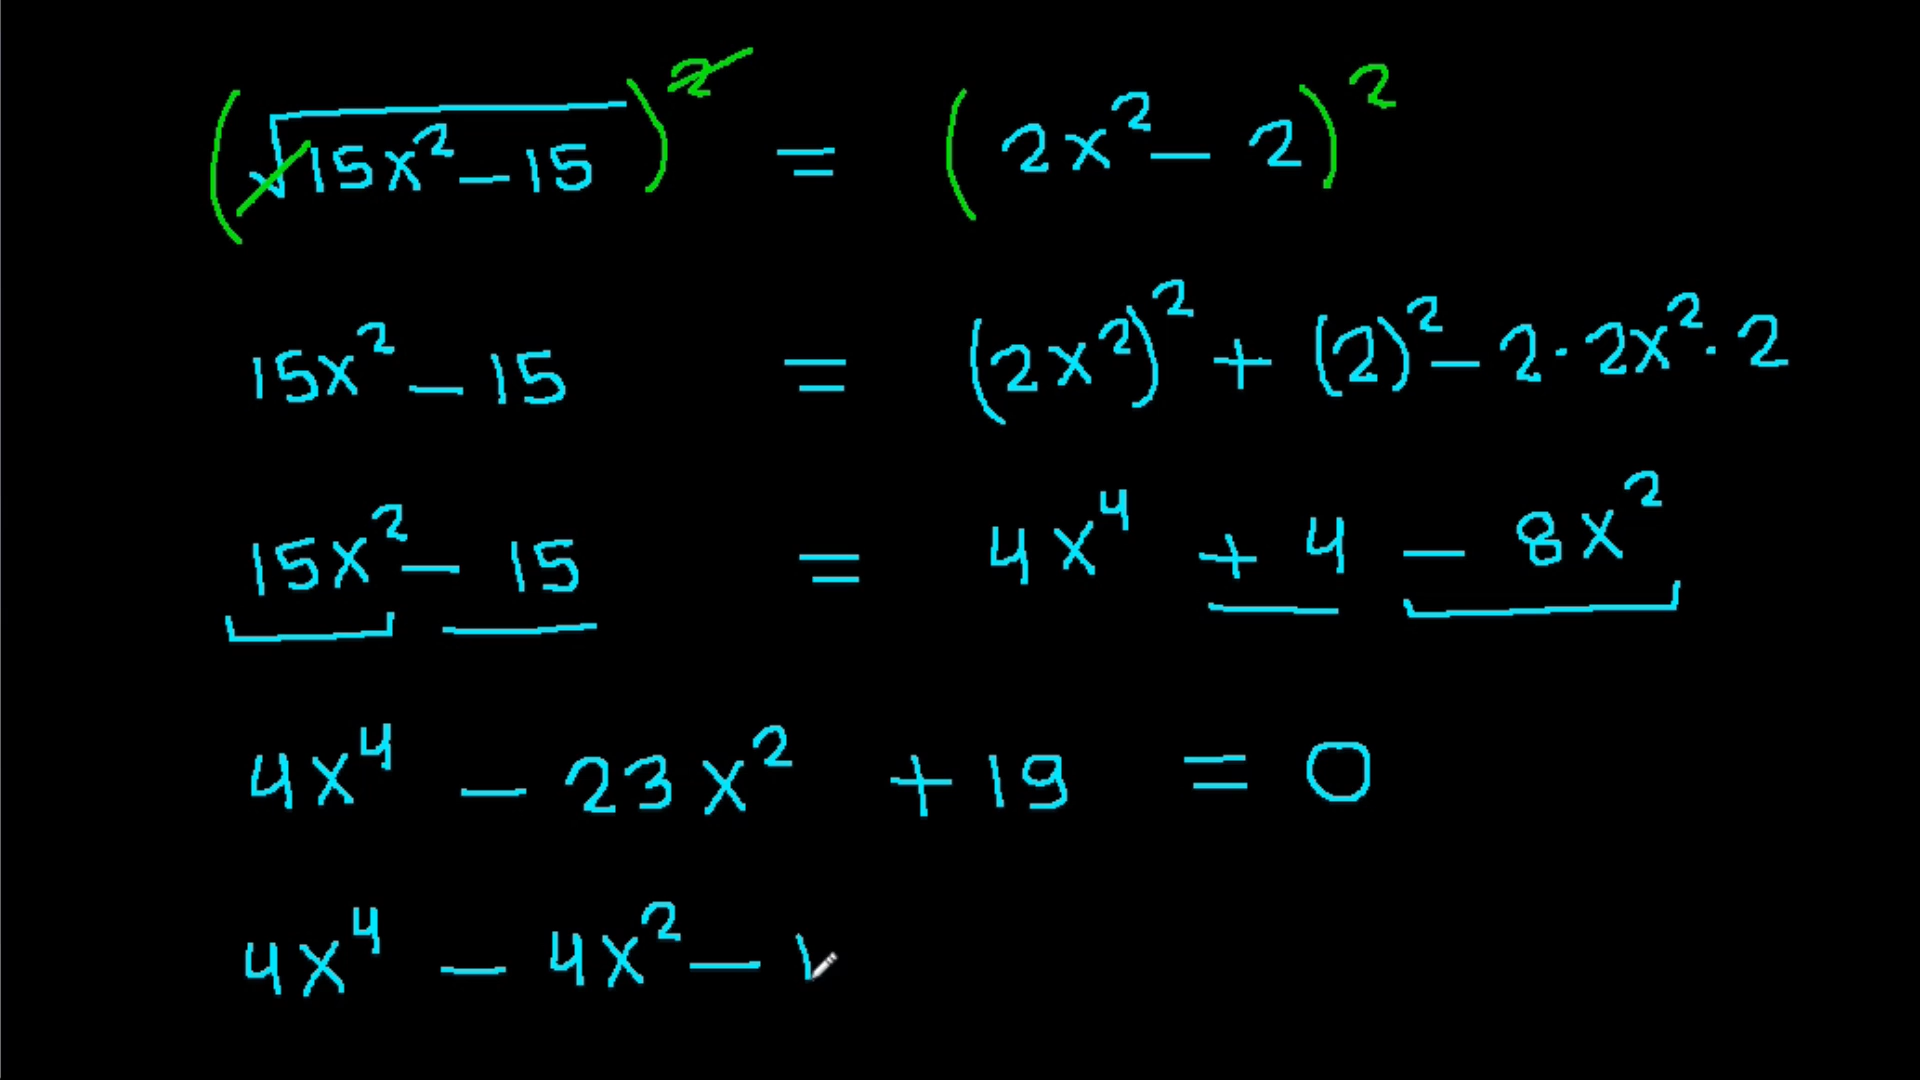 (√15x² − 15)² = (2x² − 2)²
15x² − 15 = (2x²)² + (2)² − 2·2x²·2
15x² − 15 = 4x⁴ + 4 − 8x²
4x⁴ − 23x² + 19 = 0
4x⁴ − 4x² − 1